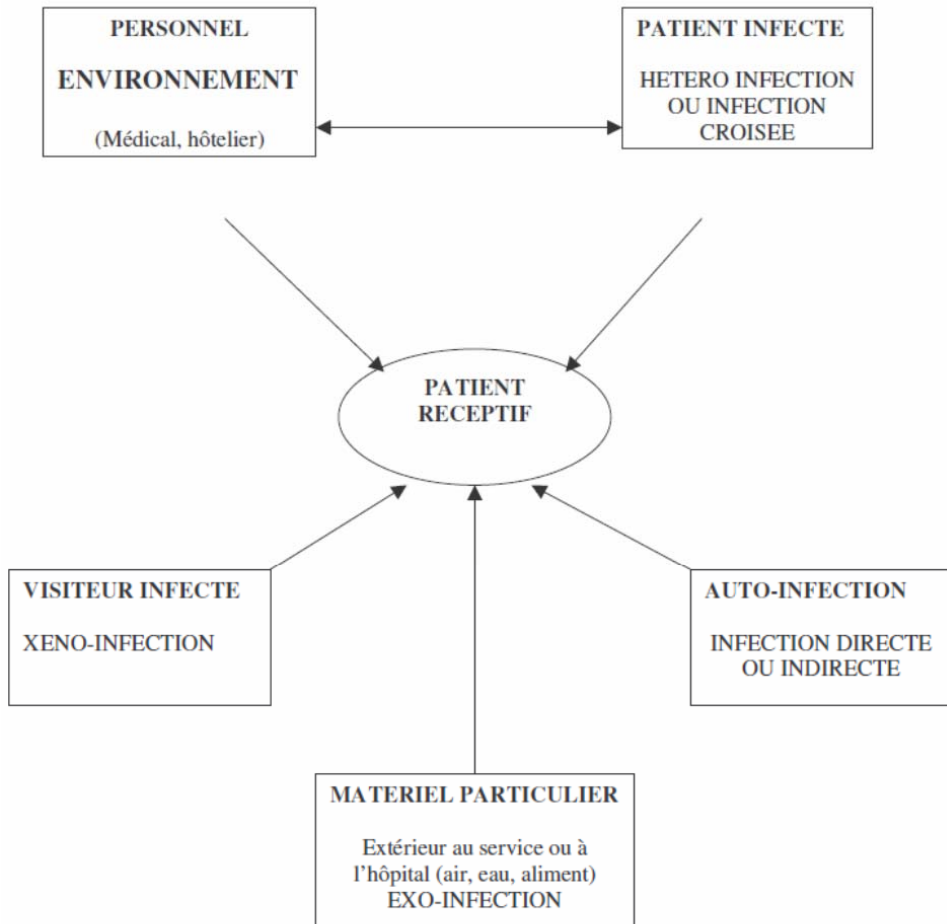 PERSONNEL
ENVIRONNEMENT
(Médical, hôtelier)
PATIENT INFECTE
HETERO INFECTION
OU INFECTION
CROISEE
PATIENT
RECEPTIF
VISITEUR INFECTE
XENO-INFECTION
AUTO-INFECTION
INFECTION DIRECTE
OU INDIRECTE
MATERIEL PARTICULIER
Extérieur au service ou à
l’hôpital (air, eau, aliment)
EXO-INFECTION